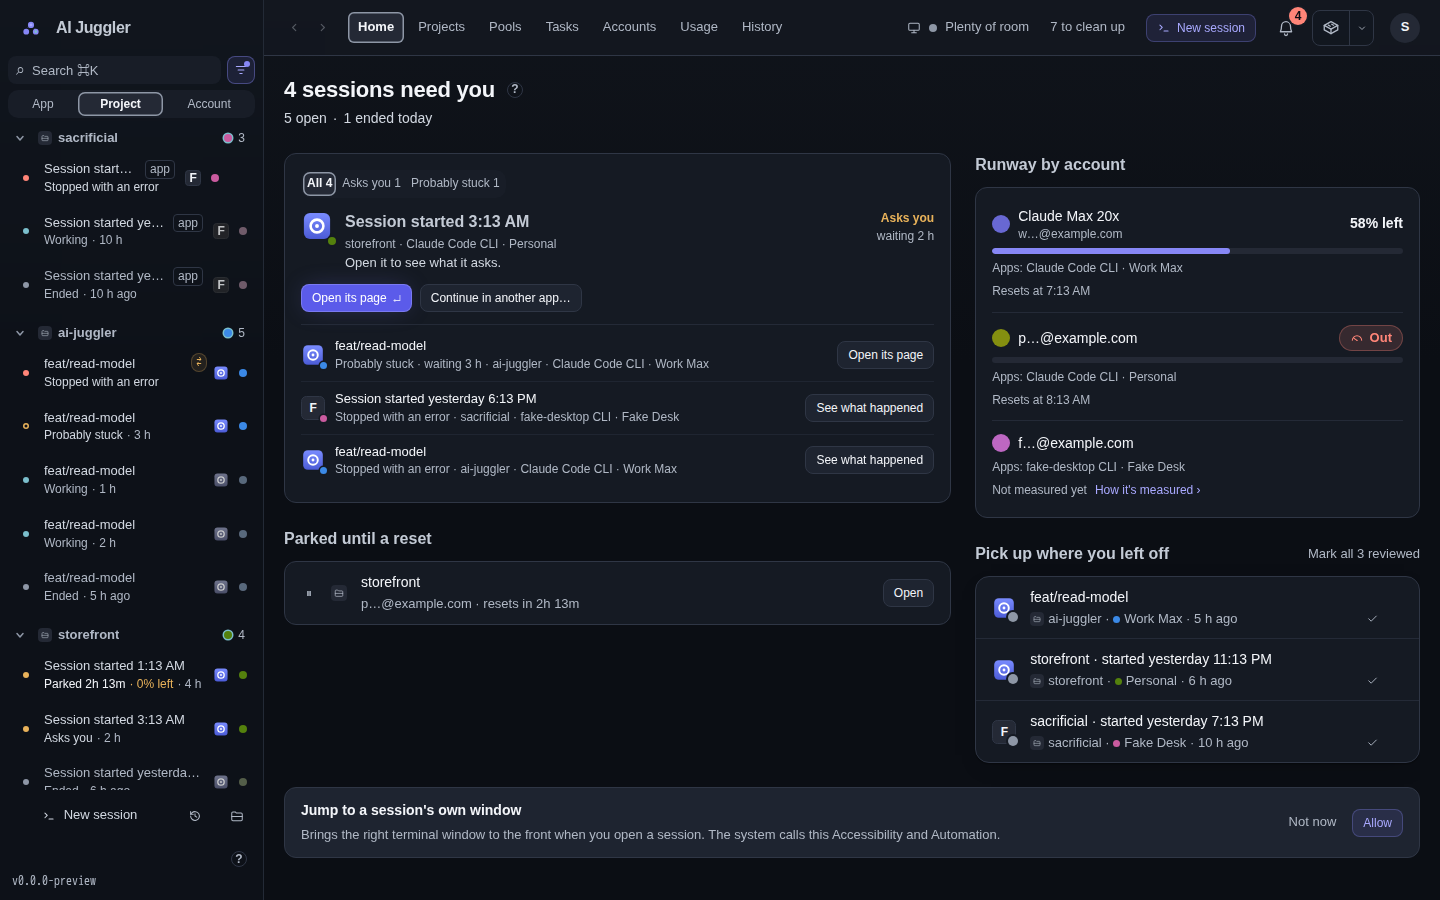 AI Juggler
Search ⌘K
App Project Account
sacrificial 3
Session start… app F
Stopped with an error
Session started ye… app F
Working · 10 h
Session started ye… app F
Ended · 10 h ago
ai-juggler 5
feat/read-model
Stopped with an error
feat/read-model
Probably stuck · 3 h
feat/read-model
Working · 1 h
feat/read-model
Working · 2 h
feat/read-model
Ended · 5 h ago
storefront 4
Session started 1:13 AM
Parked 2h 13m · 0% left · 4 h
Session started 3:13 AM
Asks you · 2 h
Session started yesterda…
Ended · 6 h ago
New session
?
v0.0.0-preview
Home Projects Pools Tasks Accounts Usage History
Plenty of room 7 to clean up New session 4 S
4 sessions need you ?
5 open · 1 ended today
All 4 Asks you 1 Probably stuck 1
Session started 3:13 AM
storefront · Claude Code CLI · Personal
Open it to see what it asks.
Asks you
waiting 2 h
Open its page ↵ Continue in another app…
feat/read-model
Probably stuck · waiting 3 h · ai-juggler · Claude Code CLI · Work Max
Open its page
F
Session started yesterday 6:13 PM
Stopped with an error · sacrificial · fake-desktop CLI · Fake Desk
See what happened
feat/read-model
Stopped with an error · ai-juggler · Claude Code CLI · Work Max
See what happened
Parked until a reset
storefront
p…@example.com · resets in 2h 13m
Open
Runway by account
Claude Max 20x
w…@example.com
58% left
Apps: Claude Code CLI · Work Max
Resets at 7:13 AM
p…@example.com
Out
Apps: Claude Code CLI · Personal
Resets at 8:13 AM
f…@example.com
Apps: fake-desktop CLI · Fake Desk
Not measured yet How it's measured ›
Pick up where you left off Mark all 3 reviewed
feat/read-model
ai-juggler · Work Max · 5 h ago
storefront · started yesterday 11:13 PM
storefront · Personal · 6 h ago
F
sacrificial · started yesterday 7:13 PM
sacrificial · Fake Desk · 10 h ago
Jump to a session's own window
Brings the right terminal window to the front when you open a session. The system calls this Accessibility and Automation.
Not now Allow